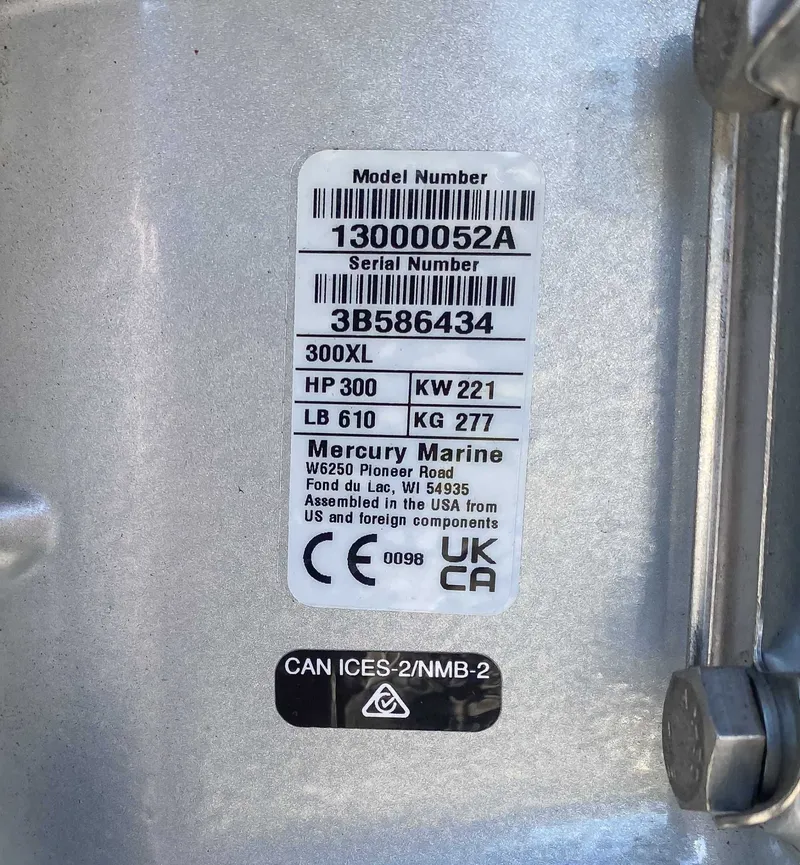 Model Number
13000052A
Serial Number
3B586434
300XL
HP 300 KW 221
LB 610 KG 277
Mercury Marine
W6250 Pioneer Road
Fond du Lac, WI 54935
Assembled in the USA from
US and foreign components
CE 0098 UK
CA
CAN ICES-2/NMB-2